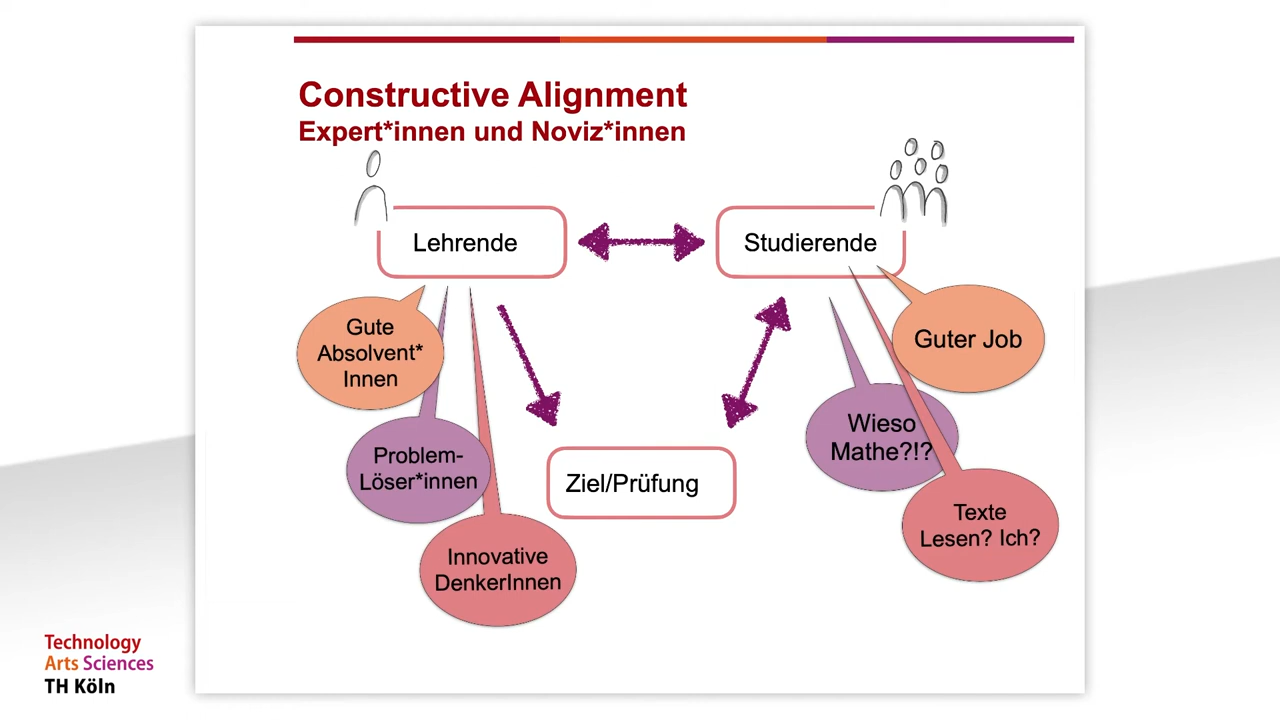 Constructive Alignment
Expert*innen und Noviz*innen
Lehrende
Studierende
Gute
Absolvent*
Innen
Guter Job
Problem-
Löser*innen
Wieso
Mathe?!?
Ziel/Prüfung
Innovative
DenkerInnen
Texte
Lesen? Ich?
Technology
Arts Sciences
TH Köln